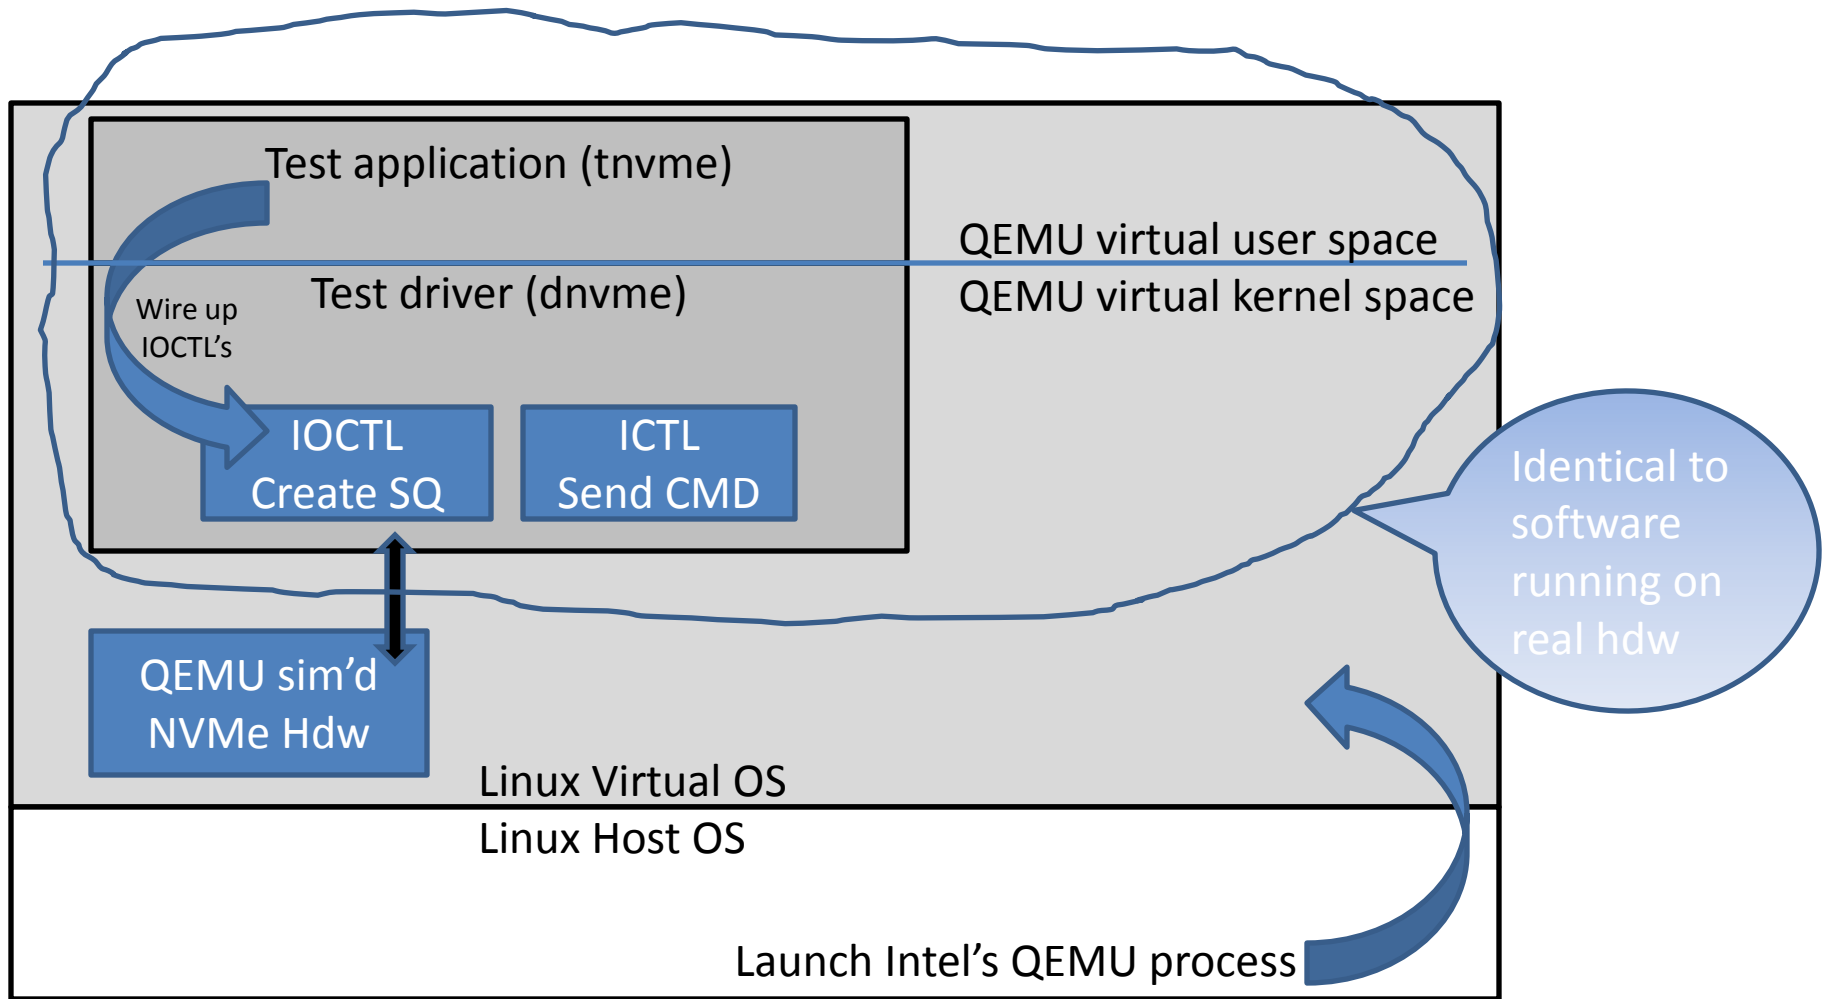 Test application (tnvme)
QEMU virtual user space
Test driver (dnvme)
QEMU virtual kernel space
Wire up
IOCTL's
IOCTL
Create SQ
ICTL
Send CMD
Identical to
software
running on
real hdw
QEMU sim’d
NVMe Hdw
Linux Virtual OS
Linux Host OS
Launch Intel’s QEMU process